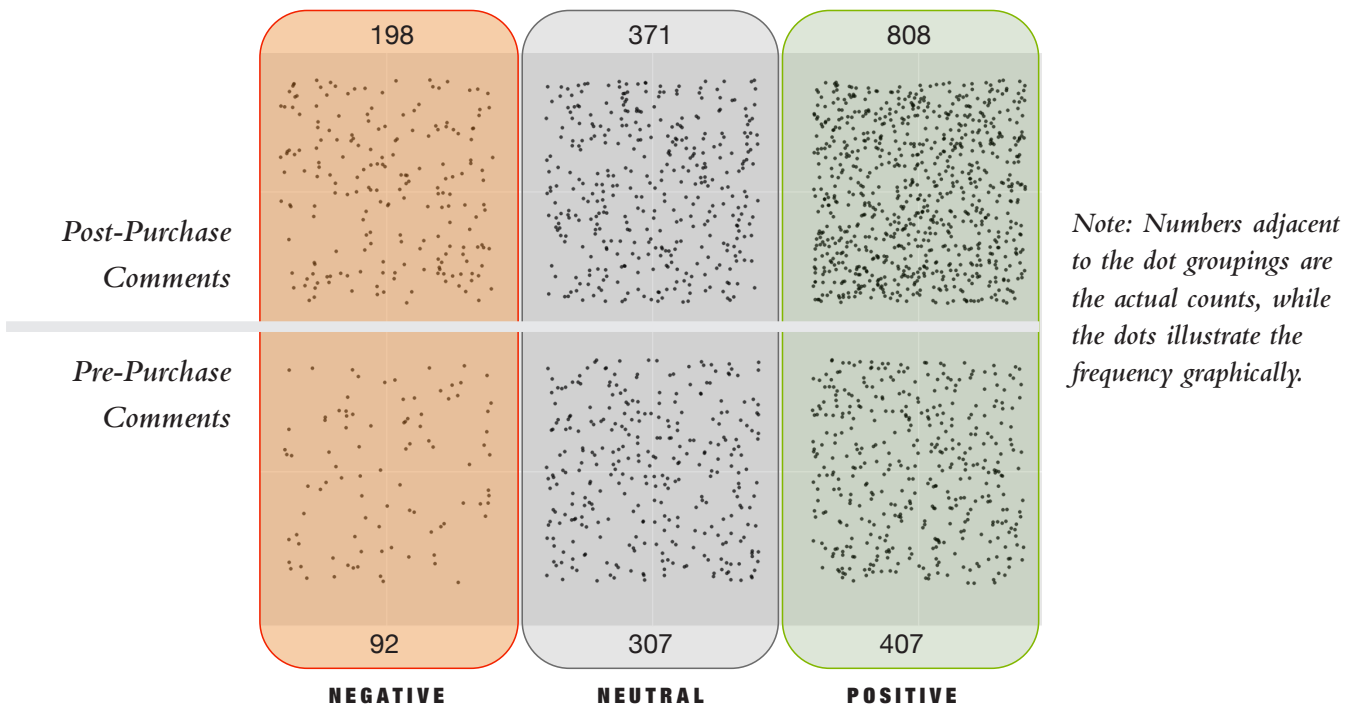 198 371 808
Post-Purchase
Comments
Note: Numbers adjacent
to the dot groupings are
the actual counts, while
the dots illustrate the
frequency graphically.
Pre-Purchase
Comments
92 307 407
NEGATIVE NEUTRAL POSITIVE